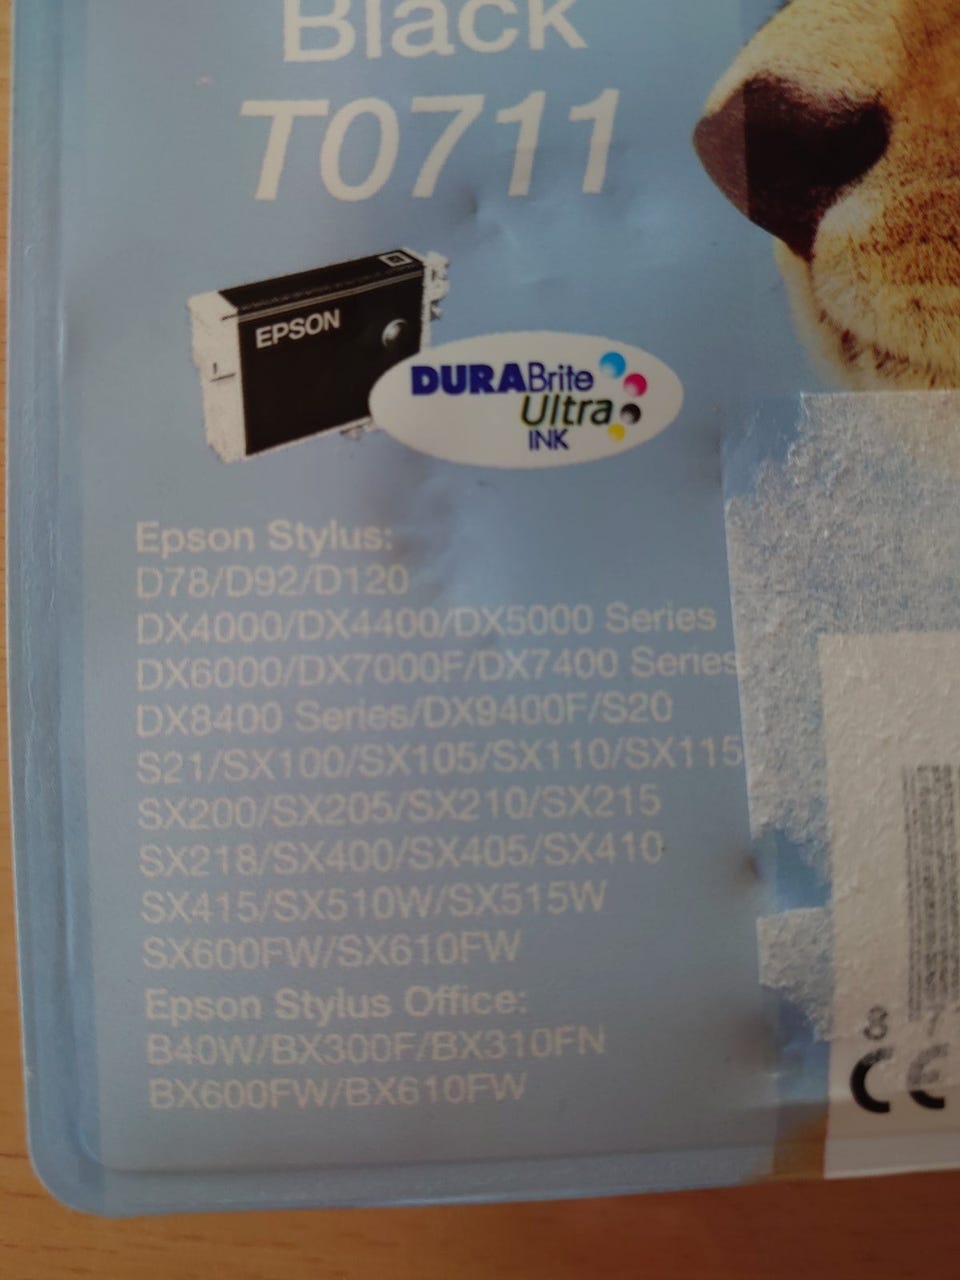 Black
T0711
EPSON
DURABrite
Ultra
INK
Epson Stylus:
D78/D92/D120
DX4000/DX4400/DX5000 Series
DX6000/DX7000F/DX7400 Series
DX8400 Series/DX9400F/S20
S21/SX100/SX105/SX110/SX115
SX200/SX205/SX210/SX215
SX218/SX400/SX405/SX410
SX415/SX510W/SX515W
SX600FW/SX610FW
Epson Stylus Office:
B40W/BX300F/BX310FN
BX600FW/BX610FW
CE